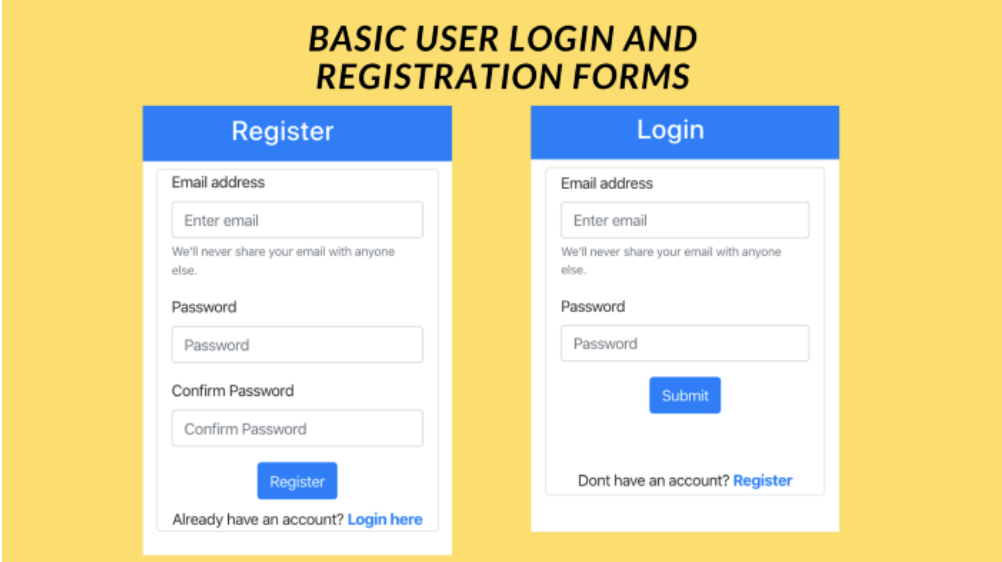 BASIC USER LOGIN AND
REGISTRATION FORMS
Register
Email address
Enter email
We'll never share your email with anyone
else.
Password
Password
Confirm Password
Confirm Password
Register
Already have an account? Login here
Login
Email address
Enter email
We'll never share your email with anyone
else.
Password
Password
Submit
Dont have an account? Register